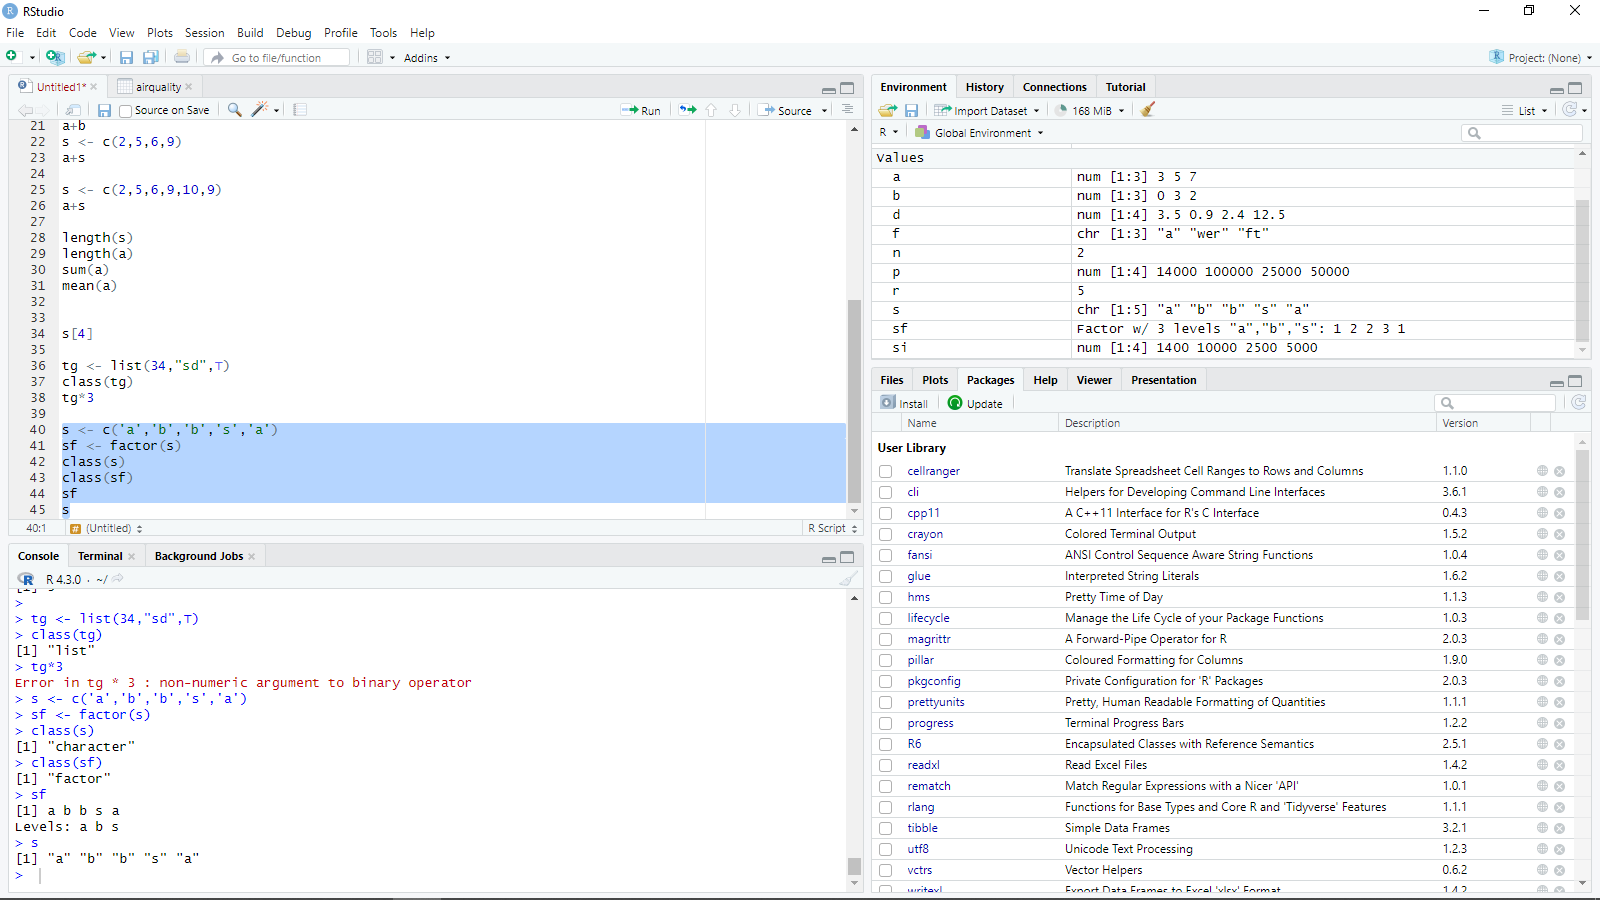 RStudio
File Edit Code View Plots Session Build Debug Profile Tools Help
Go to file/function Addins Project: (None)
Untitled1* airquality
Source on Save Run Source
21 a+b
22 s <- c(2,5,6,9)
23 a+s
24
25 s <- c(2,5,6,9,10,9)
26 a+s
27
28 length(s)
29 length(a)
30 sum(a)
31 mean(a)
32
33
34 s[4]
35
36 tg <- list(34,"sd",T)
37 class(tg)
38 tg*3
39
40 s <- c('a','b','b','s','a')
41 sf <- factor(s)
42 class(s)
43 class(sf)
44 sf
45 s
40:1 # (Untitled) R Script
Console Terminal Background Jobs
R R 4.3.0 · ~/
>
> tg <- list(34,"sd",T)
> class(tg)
[1] "list"
> tg*3
Error in tg * 3 : non-numeric argument to binary operator
> s <- c('a','b','b','s','a')
> sf <- factor(s)
> class(s)
[1] "character"
> class(sf)
[1] "factor"
> sf
[1] a b b s a
Levels: a b s
> s
[1] "a" "b" "b" "s" "a"
>
Environment History Connections Tutorial
Import Dataset 168 MiB List
R Global Environment
Values
a num [1:3] 3 5 7
b num [1:3] 0 3 2
d num [1:4] 3.5 0.9 2.4 12.5
f chr [1:3] "a" "wer" "ft"
n 2
p num [1:4] 14000 100000 25000 50000
r 5
s chr [1:5] "a" "b" "b" "s" "a"
sf Factor w/ 3 levels "a","b","s": 1 2 2 3 1
si num [1:4] 1400 10000 2500 5000
Files Plots Packages Help Viewer Presentation
Install Update
Name Description Version
User Library
cellranger Translate Spreadsheet Cell Ranges to Rows and Columns 1.1.0
cli Helpers for Developing Command Line Interfaces 3.6.1
cpp11 A C++11 Interface for R's C Interface 0.4.3
crayon Colored Terminal Output 1.5.2
fansi ANSI Control Sequence Aware String Functions 1.0.4
glue Interpreted String Literals 1.6.2
hms Pretty Time of Day 1.1.3
lifecycle Manage the Life Cycle of your Package Functions 1.0.3
magrittr A Forward-Pipe Operator for R 2.0.3
pillar Coloured Formatting for Columns 1.9.0
pkgconfig Private Configuration for 'R' Packages 2.0.3
prettyunits Pretty, Human Readable Formatting of Quantities 1.1.1
progress Terminal Progress Bars 1.2.2
R6 Encapsulated Classes with Reference Semantics 2.5.1
readxl Read Excel Files 1.4.2
rematch Match Regular Expressions with a Nicer 'API' 1.0.1
rlang Functions for Base Types and Core R and 'Tidyverse' Features 1.1.1
tibble Simple Data Frames 3.2.1
utf8 Unicode Text Processing 1.2.3
vctrs Vector Helpers 0.6.2
writexl Export Data Frames to Excel 'xlsx' Format 1.4.2